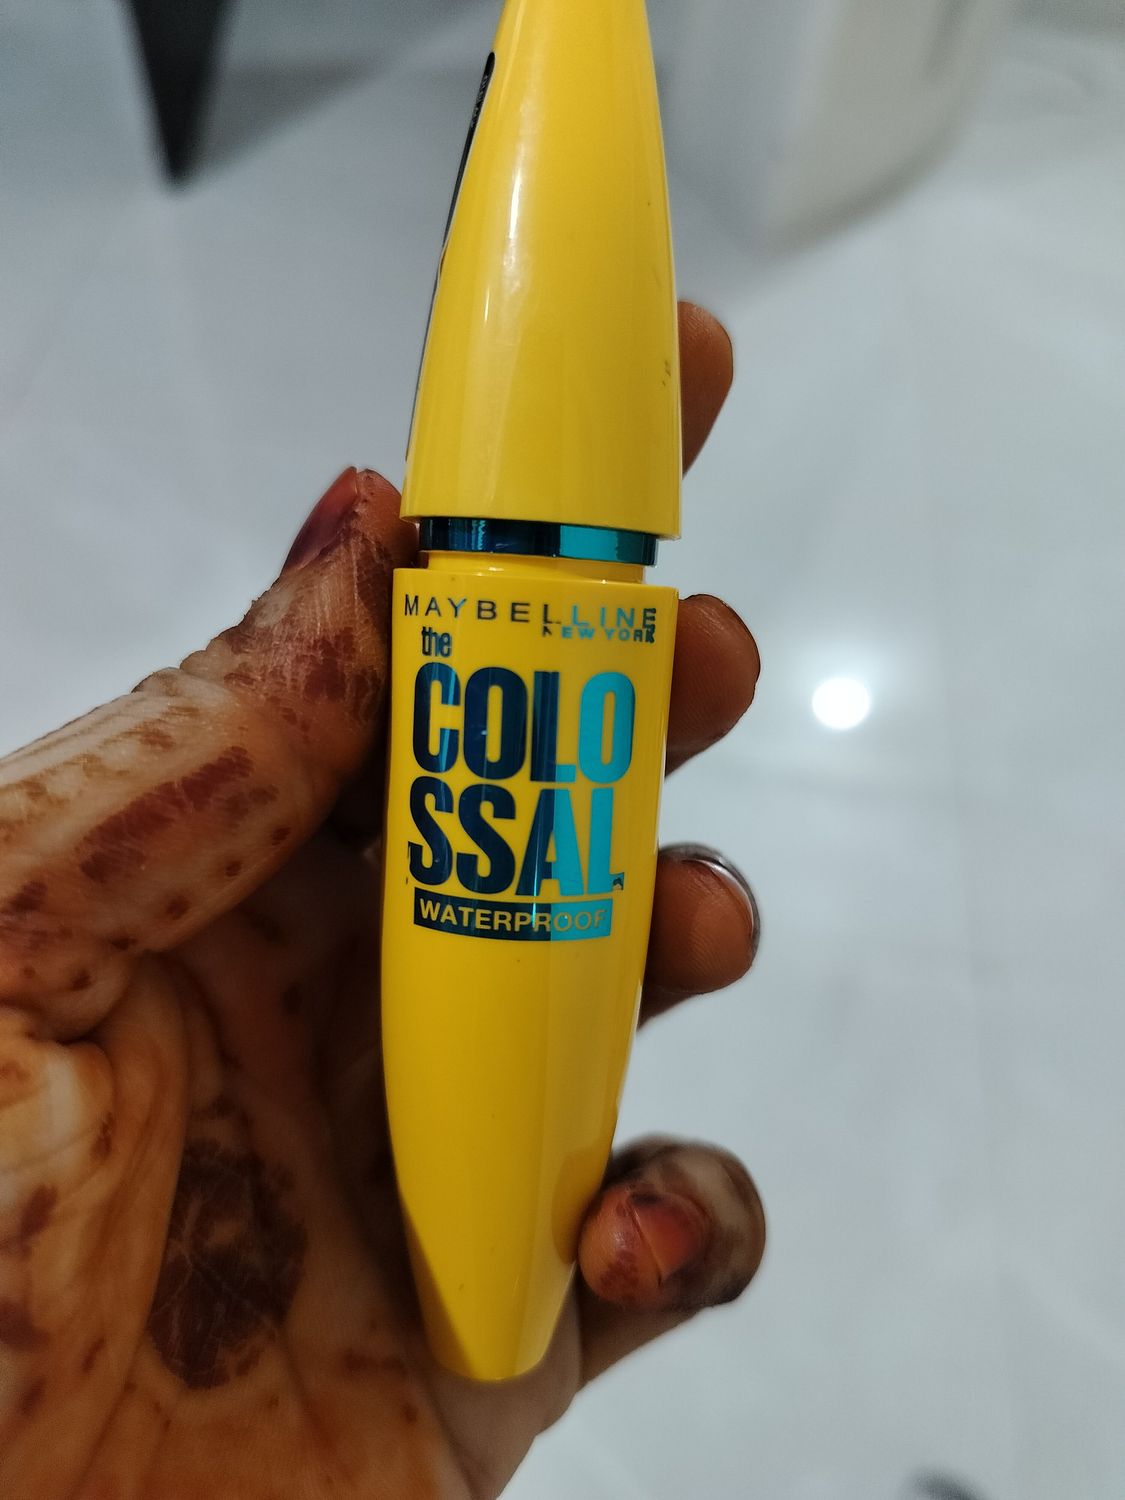 MAYBELLINE
NEW YORK
the
COLO
SSAL
WATERPROOF